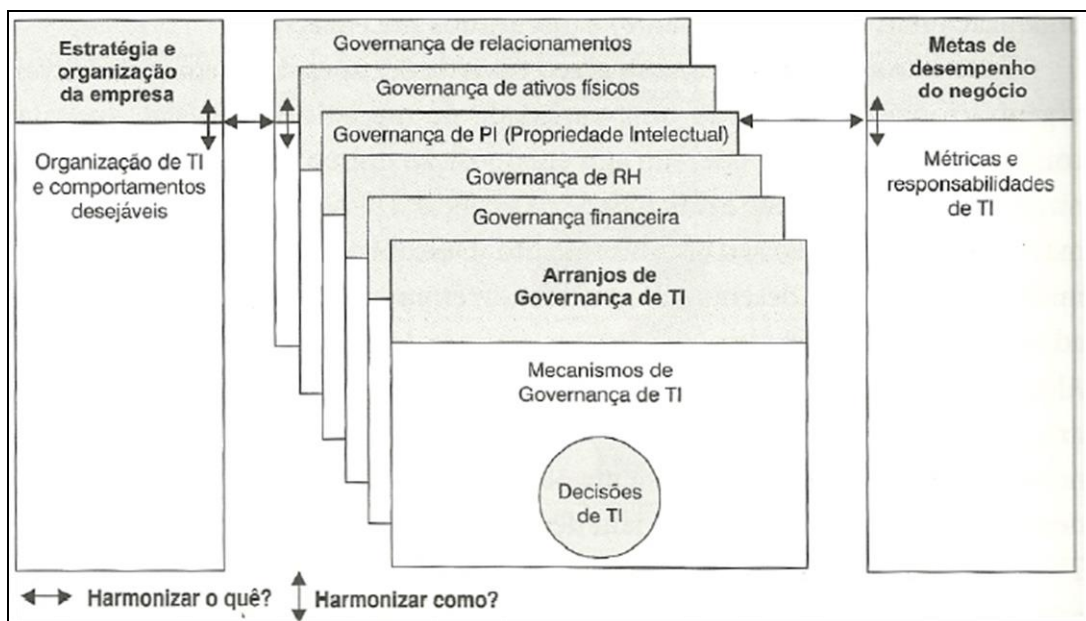 Estratégia e
organização
da empresa
Organização de TI
e comportamentos
desejáveis
Governança de relacionamentos
Governança de ativos físicos
Governança de PI (Propriedade Intelectual)
Governança de RH
Governança financeira
Arranjos de
Governança de TI
Mecanismos de
Governança de TI
Decisões
de TI
Metas de
desempenho
do negócio
Métricas e
responsabilidades
de TI
Harmonizar o quê?
Harmonizar como?